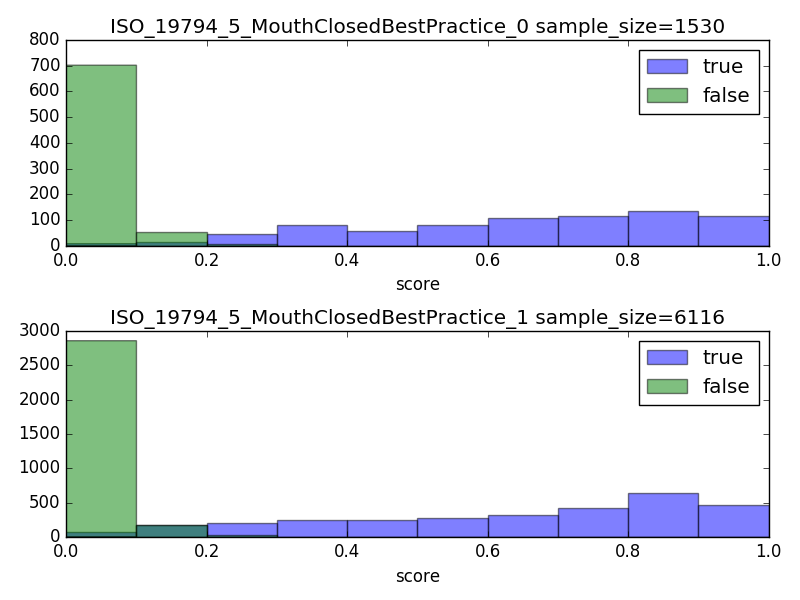 ISO_19794_5_MouthClosedBestPractice_0 sample_size=1530
800
700
600
500
400
300
200
100
0
true
false
0.0 0.2 0.4 0.6 0.8 1.0
score
ISO_19794_5_MouthClosedBestPractice_1 sample_size=6116
3000
2500
2000
1500
1000
500
0
true
false
0.0 0.2 0.4 0.6 0.8 1.0
score